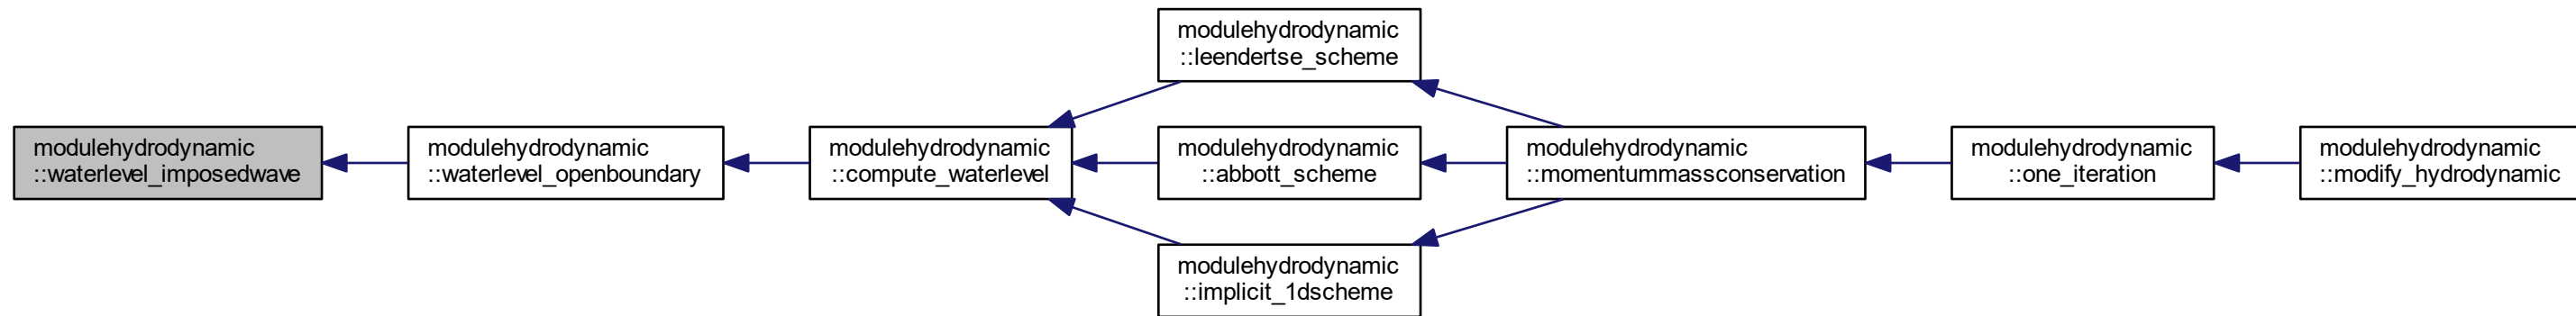 modulehydrodynamic
::waterlevel_imposedwave
modulehydrodynamic
::waterlevel_openboundary
modulehydrodynamic
::compute_waterlevel
modulehydrodynamic
::leendertse_scheme
modulehydrodynamic
::abbott_scheme
modulehydrodynamic
::implicit_1dscheme
modulehydrodynamic
::momentummassconservation
modulehydrodynamic
::one_iteration
modulehydrodynamic
::modify_hydrodynamic